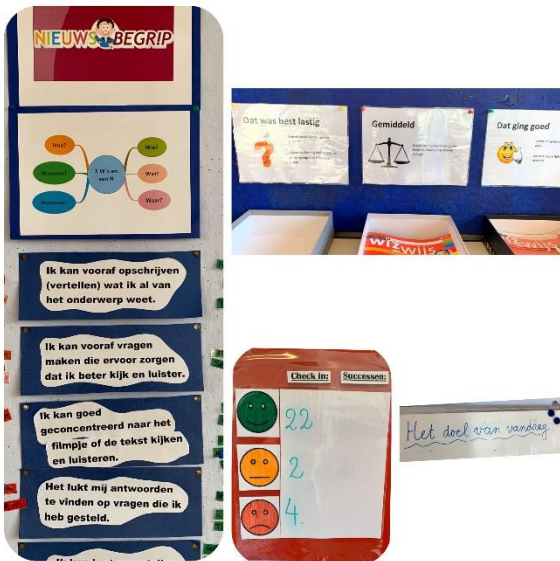 NIEUWS BEGRIP
Hoe?
Wie?
Waarom?
5 W's en
een H
Wat?
Wanneer?
Waar?
Ik kan vooraf opschrijven
(vertellen) wat ik al van
het onderwerp weet.
Ik kan vooraf vragen
maken die ervoor zorgen
dat ik beter kijk en luister.
Ik kan goed
geconcentreerd naar het
filmpje of de tekst kijken
en luisteren.
Het lukt mij antwoorden
te vinden op vragen die ik
heb gesteld.
Dat was best lastig
Gemiddeld
Dat ging goed
wizwijs
wizwijs
Check in: Successen:
22
2
4.
Het doel van vandaag